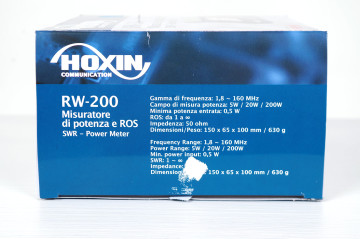 HOXIN
COMMUNICATION
RW-200
Misuratore
di potenza e ROS
SWR - Power Meter
Gamma di frequenza: 1,8 ~ 160 MHz
Campo di misura potenza: 5W / 20W / 200W
Minima potenza entrata: 0,5 W
ROS: da 1 a ∞
Impedenza: 50 ohm
Dimensioni/Peso: 150 x 65 x 100 mm / 630 g
Frequency Range: 1,8 ~ 160 MHz
Power Range: 5W / 20W / 200W
Min. power input: 0,5 W
SWR: 1 ~ ∞
Impedance:
150 x 65 x 100 mm / 630 g